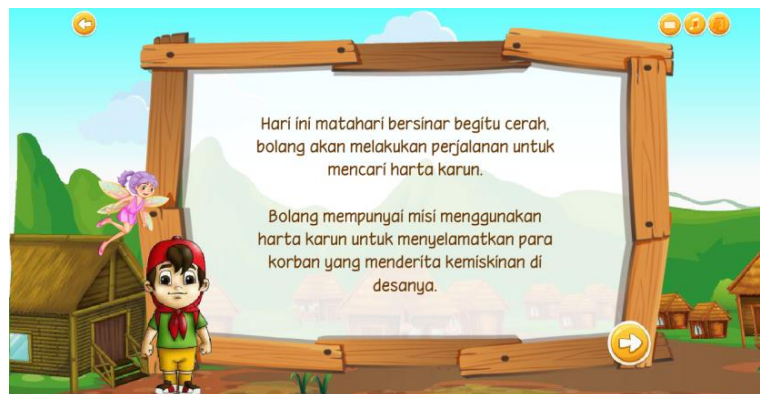 Hari ini matahari bersinar begitu cerah,
bolang akan melakukan perjalanan untuk
mencari harta karun.
Bolang mempunyai misi menggunakan
harta karun untuk menyelamatkan para
korban yang menderita kemiskinan di
desanya.